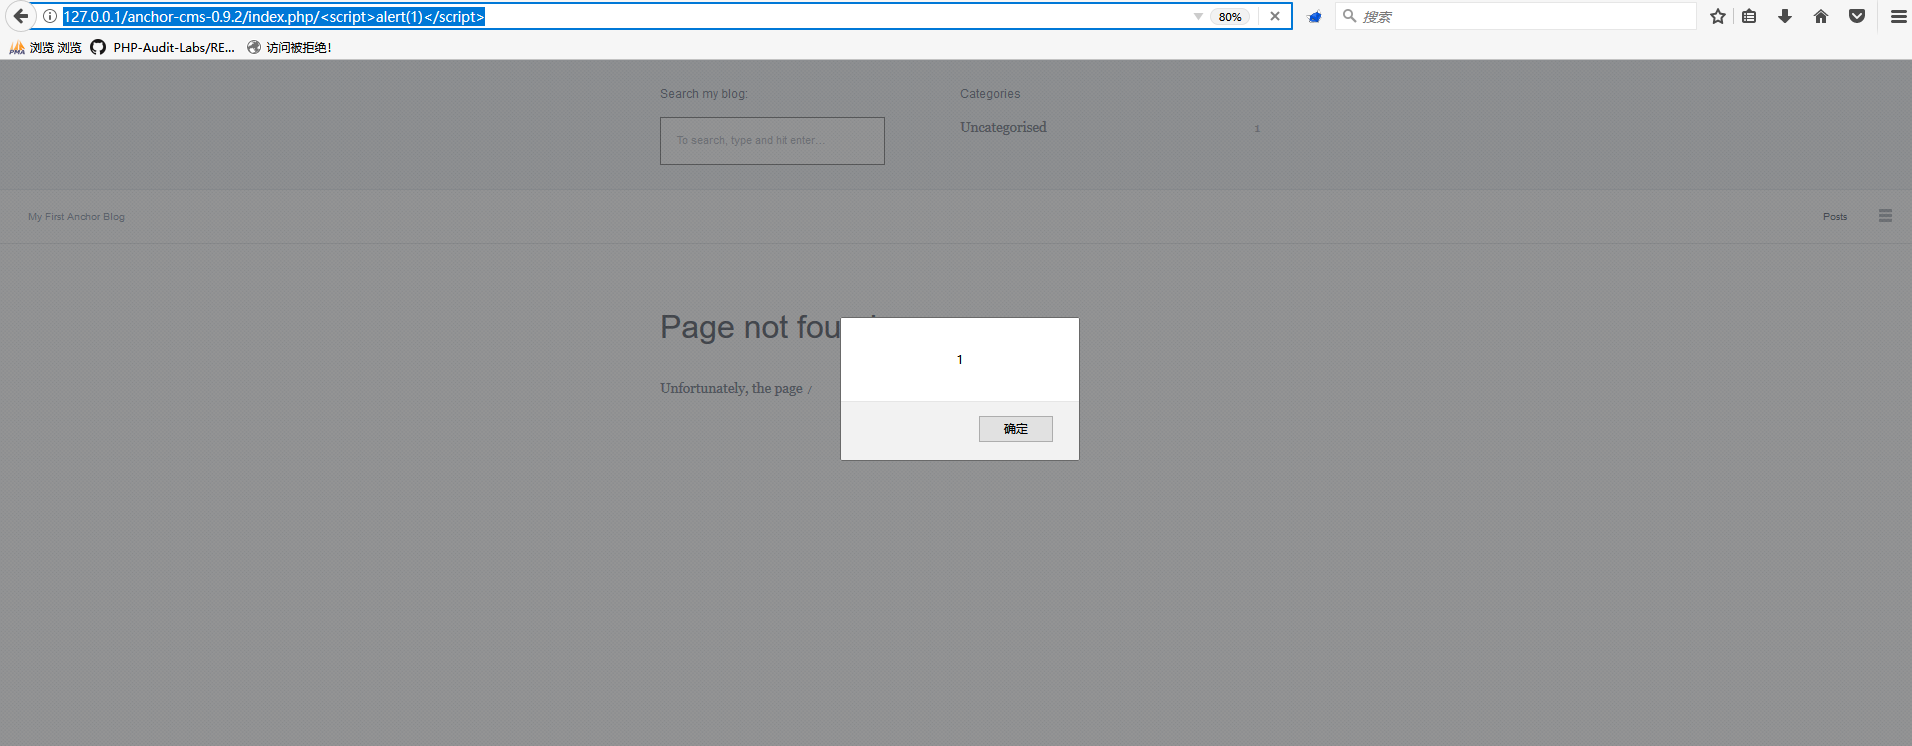 127.0.0.1/anchor-cms-0.9.2/index.php/<script>alert(1)</script>
80%
搜索
PMA 浏览 浏览 PHP-Audit-Labs/RE... 访问被拒绝!
Search my blog:
Categories
To search, type and hit enter...
Uncategorised 1
My First Anchor Blog
Posts
Page not fou
1
Unfortunately, the page /
确定